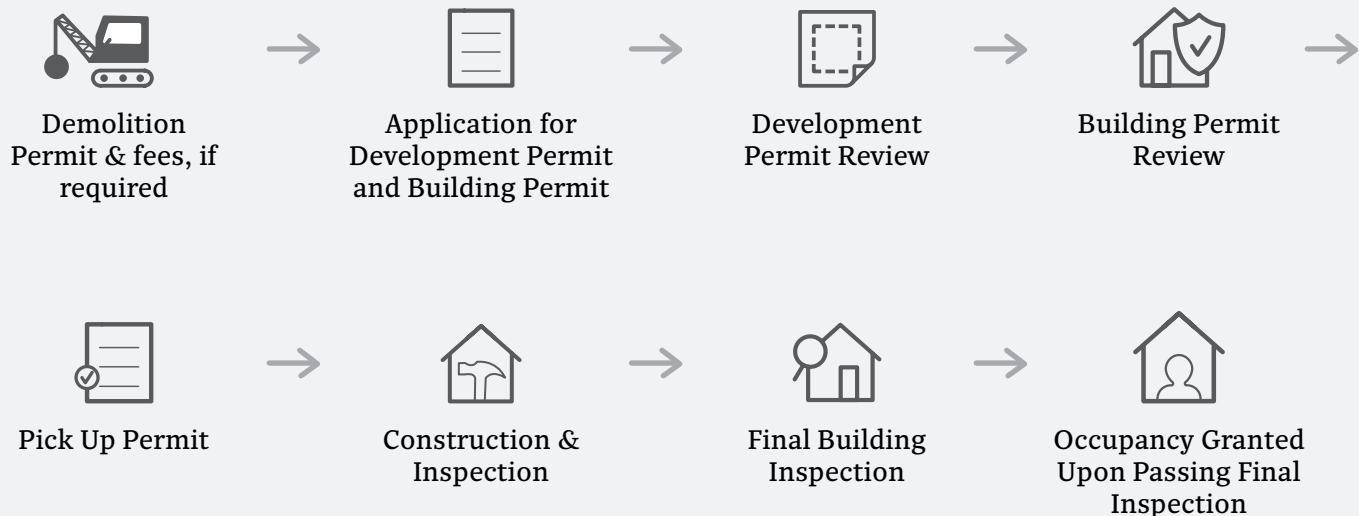 Demolition
Permit & fees, if
required
Application for
Development Permit
and Building Permit
Development
Permit Review
Building Permit
Review
Pick Up Permit
Construction &
Inspection
Final Building
Inspection
Occupancy Granted
Upon Passing Final
Inspection